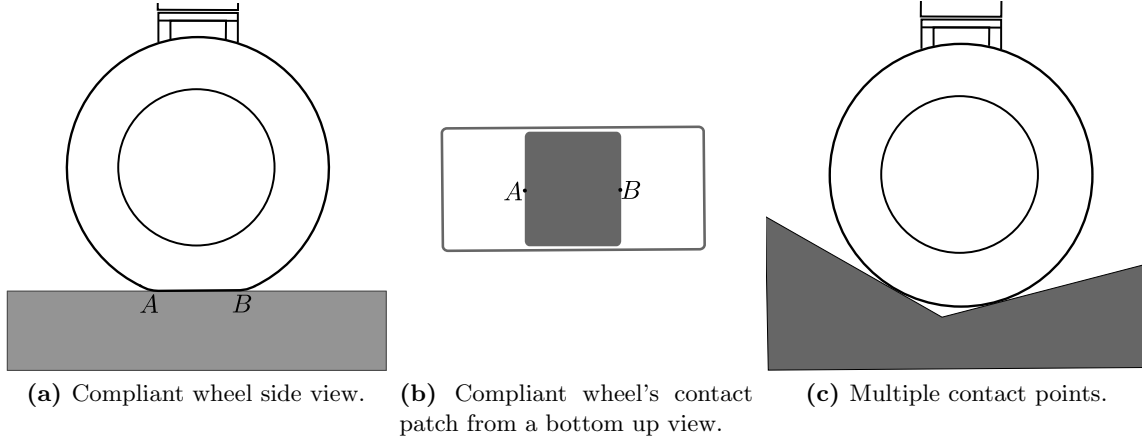 A B
A B
(a) Compliant wheel side view.
(b) Compliant wheel's contact
patch from a bottom up view.
(c) Multiple contact points.